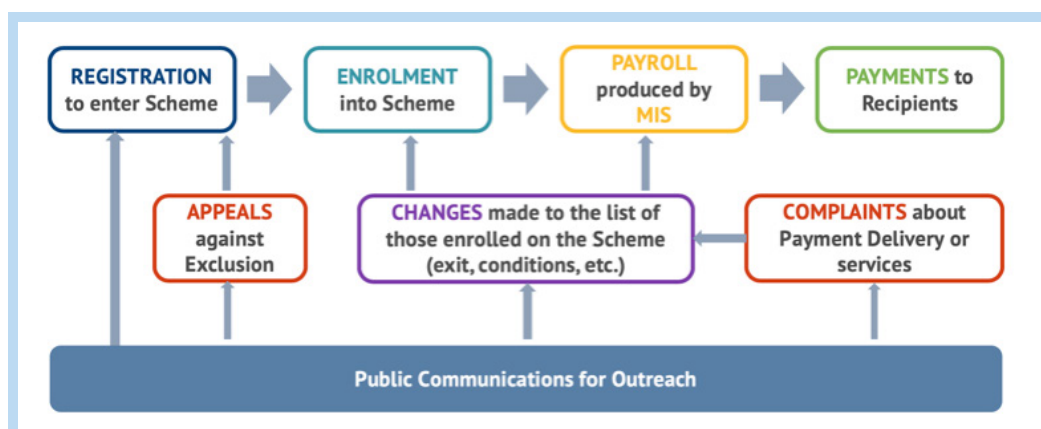 REGISTRATION
to enter Scheme
ENROLMENT
into Scheme
PAYROLL
produced by
MIS
PAYMENTS to
Recipients
APPEALS
against
Exclusion
CHANGES made to the list of
those enrolled on the Scheme
(exit, conditions, etc.)
COMPLAINTS about
Payment Delivery or
services
Public Communications for Outreach